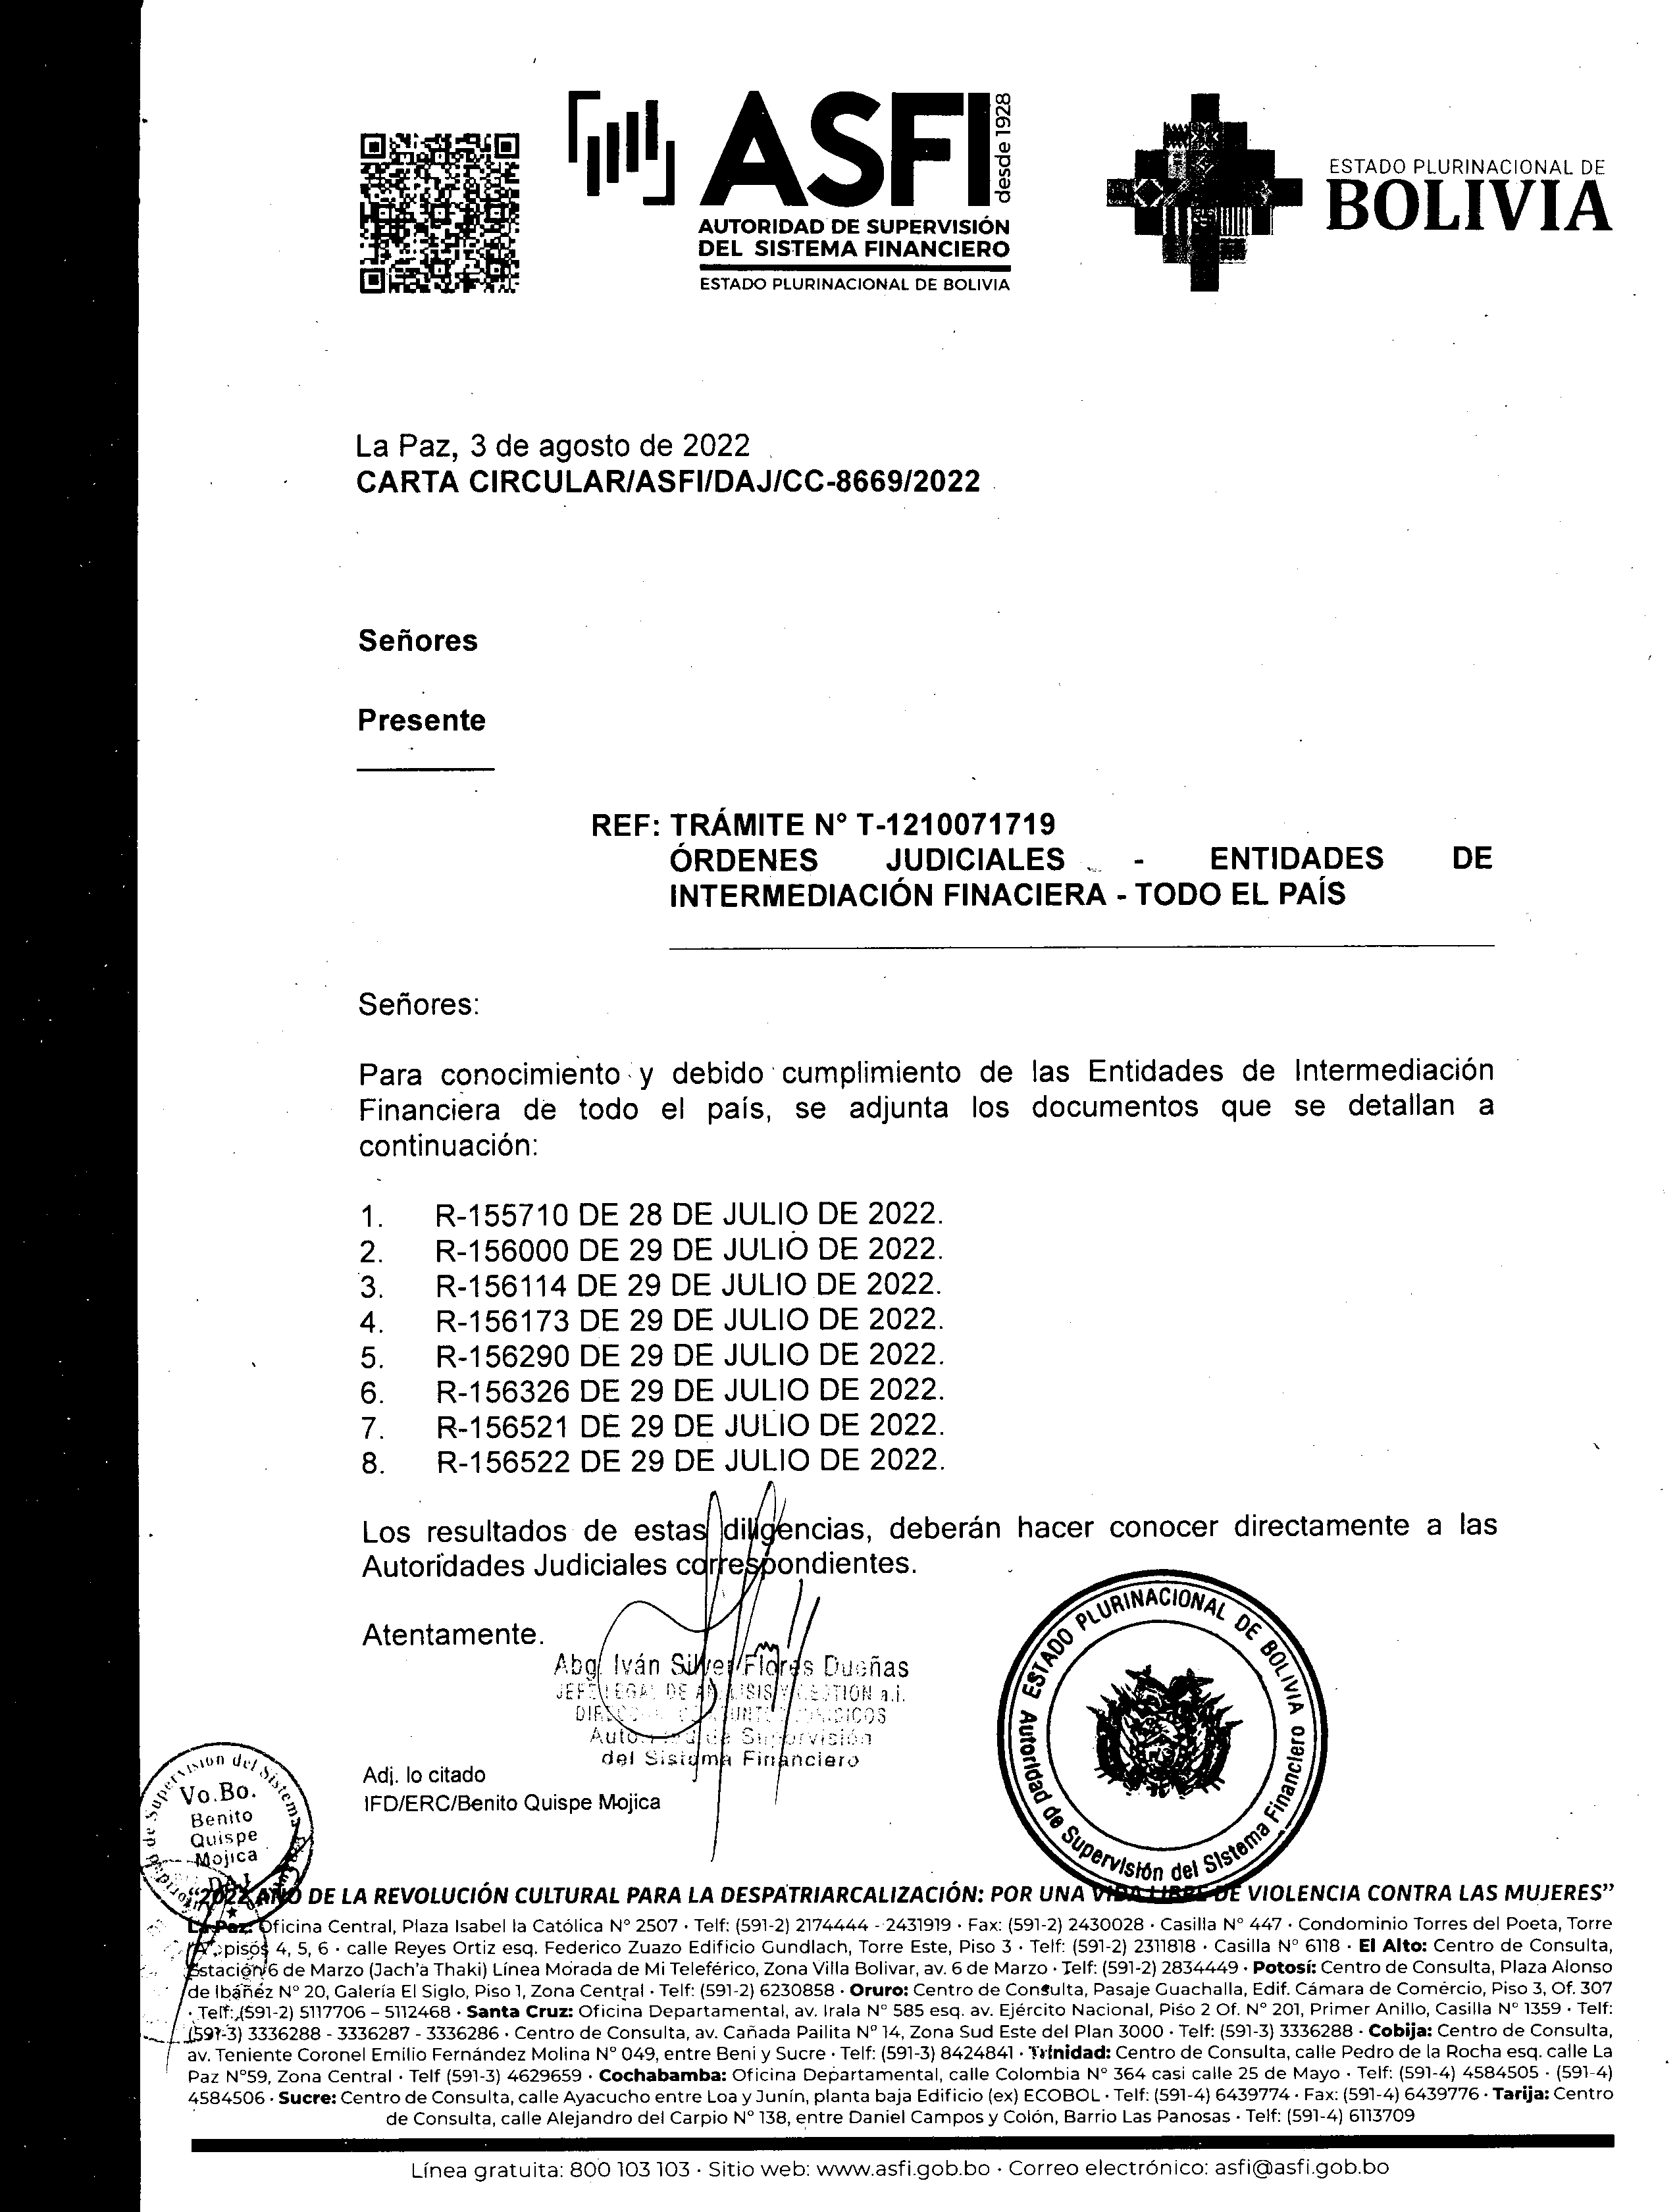 ASFI
desde 1928
AUTORIDAD DE SUPERVISIÓN
DEL SISTEMA FINANCIERO
ESTADO PLURINACIONAL DE BOLIVIA
ESTADO PLURINACIONAL DE
BOLIVIA
La Paz, 3 de agosto de 2022
CARTA CIRCULAR/ASFI/DAJ/CC-8669/2022
Señores
Presente
REF: TRÁMITE N° T-1210071719
ÓRDENES JUDICIALES - ENTIDADES DE
INTERMEDIACIÓN FINACIERA - TODO EL PAÍS
Señores:
Para conocimiento y debido cumplimiento de las Entidades de Intermediación
Financiera de todo el país, se adjunta los documentos que se detallan a
continuación:
1. R-155710 DE 28 DE JULIO DE 2022.
2. R-156000 DE 29 DE JULIO DE 2022.
3. R-156114 DE 29 DE JULIO DE 2022.
4. R-156173 DE 29 DE JULIO DE 2022.
5. R-156290 DE 29 DE JULIO DE 2022.
6. R-156326 DE 29 DE JULIO DE 2022.
7. R-156521 DE 29 DE JULIO DE 2022.
8. R-156522 DE 29 DE JULIO DE 2022.
Los resultados de estas diligencias, deberán hacer conocer directamente a las
Autoridades Judiciales correspondientes.
Atentamente.
Abg. Iván Silver Flores Dueñas
JEFE LEGAL DE ANÁLISIS Y GESTION a.i.
Autoridad de Supervisión
del Sistema Financiero
ESTADO PLURINACIONAL DE BOLIVIA
Autoridad de Supervisión del Sistema Financiero
Adj. lo citado
IFD/ERC/Benito Quispe Mojica
Vo.Bo.
Benito
Quispe
Mojica
DAJ
“2022 AÑO DE LA REVOLUCIÓN CULTURAL PARA LA DESPATRIARCALIZACIÓN: POR UNA VIDA LIBRE DE VIOLENCIA CONTRA LAS MUJERES”
La Paz: Oficina Central, Plaza Isabel la Católica N° 2507 · Telf: (591-2) 2174444 - 2431919 · Fax: (591-2) 2430028 · Casilla N° 447 · Condominio Torres del Poeta, Torre
pisos 4, 5, 6 · calle Reyes Ortiz esq. Federico Zuazo Edificio Gundlach, Torre Este, Piso 3 · Telf: (591-2) 2311818 · Casilla N° 6118 · El Alto: Centro de Consulta,
Estación 6 de Marzo (Jach'a Thaki) Línea Morada de Mi Teleférico, Zona Villa Bolivar, av. 6 de Marzo · Telf: (591-2) 2834449 · Potosí: Centro de Consulta, Plaza Alonso
de Ibáñez N° 20, Galería El Siglo, Piso 1, Zona Central · Telf: (591-2) 6230858 · Oruro: Centro de Consulta, Pasaje Guachalla, Edif. Cámara de Comercio, Piso 3, Of. 307
· Telf: (591-2) 5117706 – 5112468 · Santa Cruz: Oficina Departamental, av. Irala N° 585 esq. av. Ejército Nacional, Piso 2 Of. N° 201, Primer Anillo, Casilla N° 1359 · Telf:
(591-3) 3336288 - 3336287 - 3336286 · Centro de Consulta, av. Cañada Pailita N° 14, Zona Sud Este del Plan 3000 · Telf: (591-3) 3336288 · Cobija: Centro de Consulta,
av. Teniente Coronel Emilio Fernández Molina N° 049, entre Beni y Sucre · Telf: (591-3) 8424841 · Trinidad: Centro de Consulta, calle Pedro de la Rocha esq. calle La
Paz N°59, Zona Central · Telf (591-3) 4629659 · Cochabamba: Oficina Departamental, calle Colombia N° 364 casi calle 25 de Mayo · Telf: (591-4) 4584505 · (591-4)
4584506 · Sucre: Centro de Consulta, calle Ayacucho entre Loa y Junín, planta baja Edificio (ex) ECOBOL · Telf: (591-4) 6439774 · Fax: (591-4) 6439776 · Tarija: Centro
de Consulta, calle Alejandro del Carpio N° 138, entre Daniel Campos y Colón, Barrio Las Panosas · Telf: (591-4) 6113709
Línea gratuita: 800 103 103 · Sitio web: www.asfi.gob.bo · Correo electrónico: asfi@asfi.gob.bo